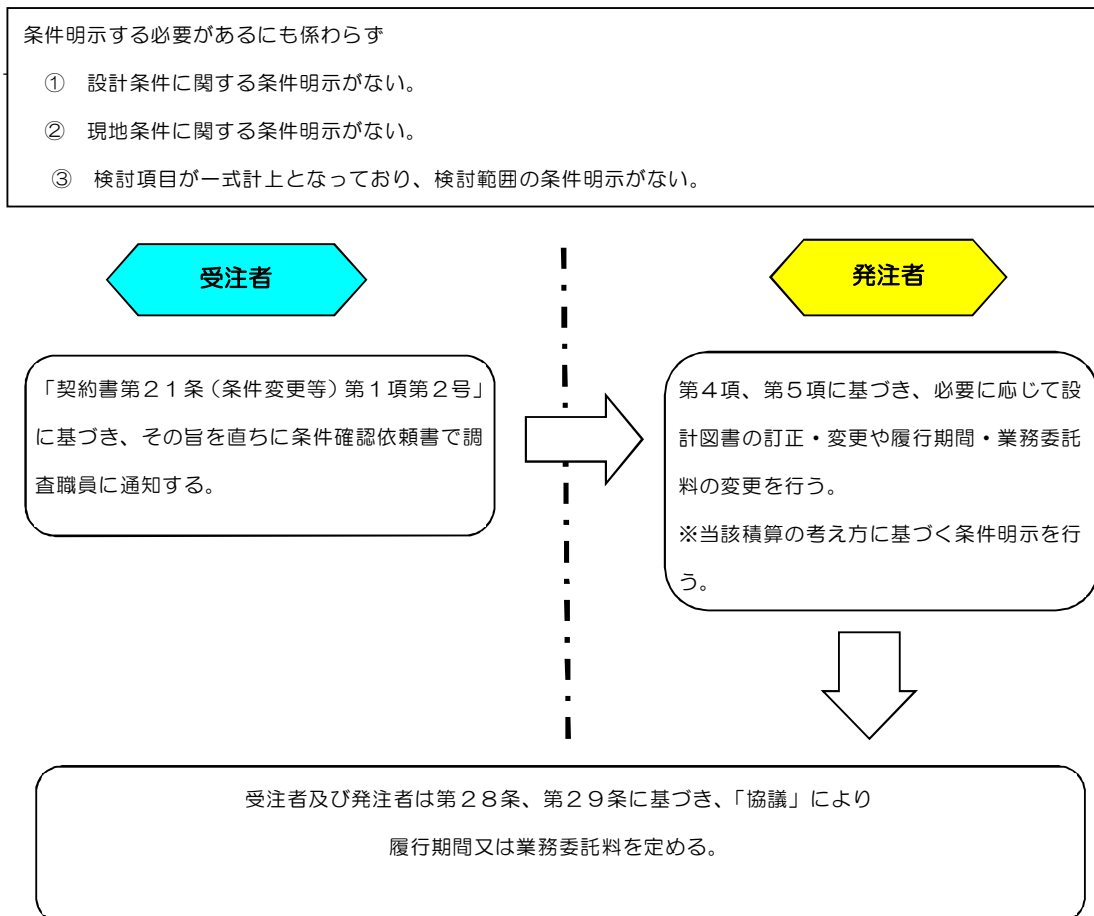 条件明示する必要があるにも係わらず
① 設計条件に関する条件明示がない。
② 現地条件に関する条件明示がない。
③ 検討項目が一式計上となっており、検討範囲の条件明示がない。
受注者
発注者
「契約書第21条(条件変更等)第1項第2号」
に基づき、その旨を直ちに条件確認依頼書で調
査職員に通知する。
第4項、第5項に基づき、必要に応じて設
計図書の訂正・変更や履行期間・業務委託
料の変更を行う。
※当該積算の考え方に基づく条件明示を行
う。
受注者及び発注者は第28条、第29条に基づき、「協議」により
履行期間又は業務委託料を定める。